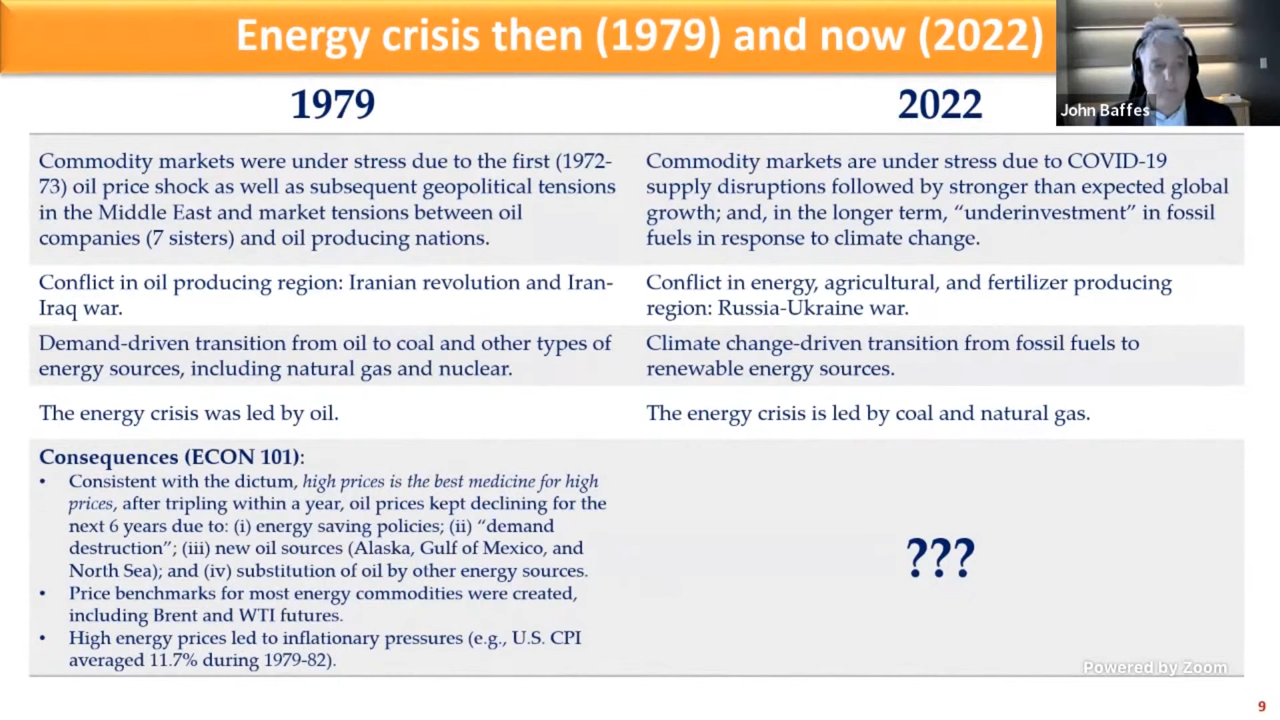 Energy crisis then (1979) and now (2022)
John Baffes
1979
2022
Commodity markets were under stress due to the first (1972-
73) oil price shock as well as subsequent geopolitical tensions
in the Middle East and market tensions between oil
companies (7 sisters) and oil producing nations.
Commodity markets are under stress due to COVID-19
supply disruptions followed by stronger than expected global
growth; and, in the longer term, “underinvestment” in fossil
fuels in response to climate change.
Conflict in oil producing region: Iranian revolution and Iran-
Iraq war.
Conflict in energy, agricultural, and fertilizer producing
region: Russia-Ukraine war.
Demand-driven transition from oil to coal and other types of
energy sources, including natural gas and nuclear.
Climate change-driven transition from fossil fuels to
renewable energy sources.
The energy crisis was led by oil.
The energy crisis is led by coal and natural gas.
Consequences (ECON 101):
• Consistent with the dictum, high prices is the best medicine for high
prices, after tripling within a year, oil prices kept declining for the
next 6 years due to: (i) energy saving policies; (ii) “demand
destruction”; (iii) new oil sources (Alaska, Gulf of Mexico, and
North Sea); and (iv) substitution of oil by other energy sources.
• Price benchmarks for most energy commodities were created,
including Brent and WTI futures.
• High energy prices led to inflationary pressures (e.g., U.S. CPI
averaged 11.7% during 1979-82).
???
Powered by Zoom
9